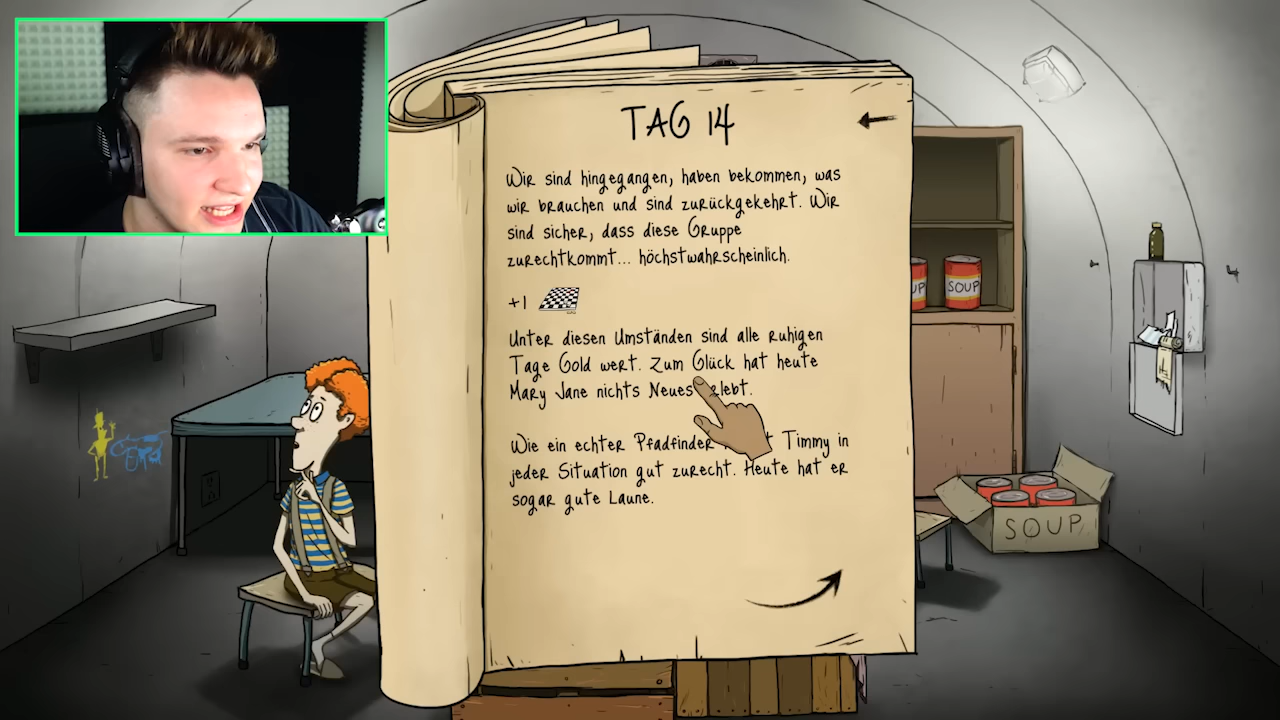 TAG 14
Wir sind hingegangen, haben bekommen, was
wir brauchen und sind zurückgekehrt. Wir
sind sicher, dass diese Gruppe
zurechtkommt... höchstwahrscheinlich.
+1
Unter diesen Umständen sind alle ruhigen
Tage Gold wert. Zum Glück hat heute
Mary Jane nichts Neues
Wie ein echter Pfadfinder Timmy in
jeder Situation gut zurecht. Heute hat er
sogar gute Laune.
UP
SOUP
SOUP